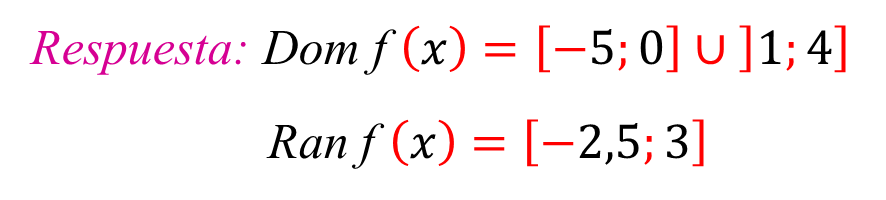 Respuesta: Dom f(x) = [−5; 0] ∪ ]1; 4]
Ran f(x) = [−2,5; 3]